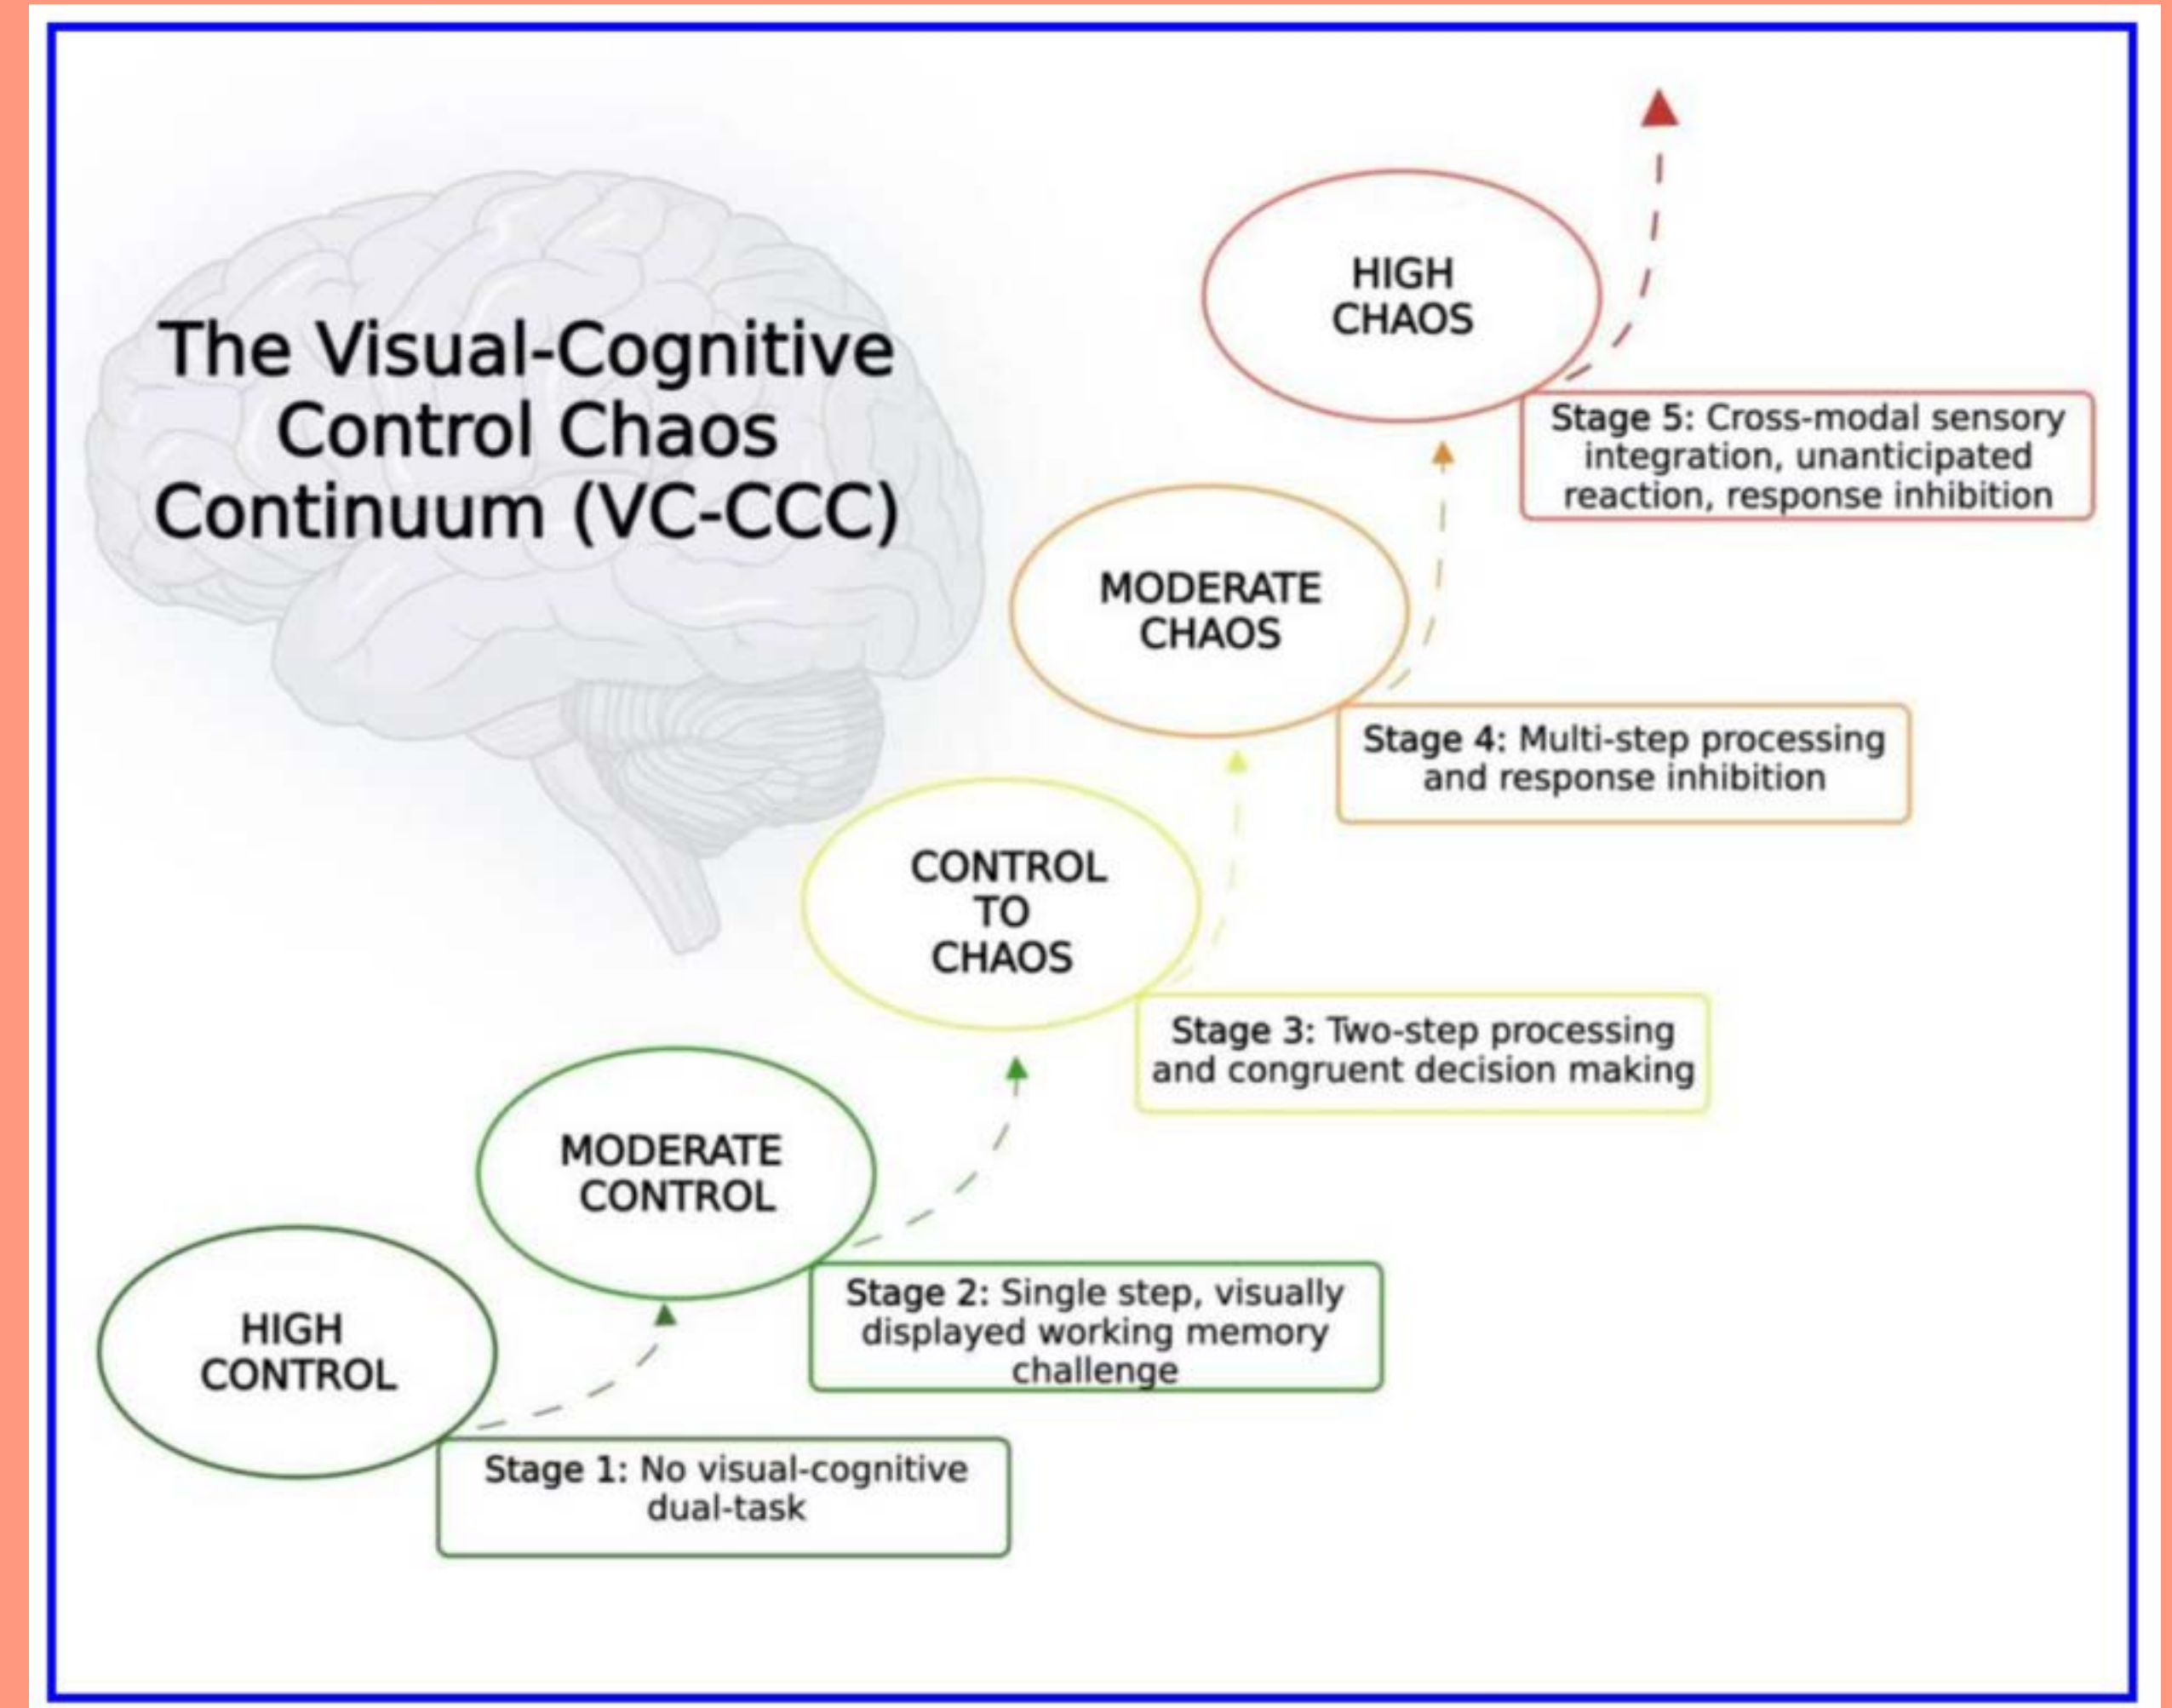 The Visual-Cognitive
Control Chaos
Continuum (VC-CCC)
HIGH
CHAOS
Stage 5: Cross-modal sensory
integration, unanticipated
reaction, response inhibition
MODERATE
CHAOS
Stage 4: Multi-step processing
and response inhibition
CONTROL
TO
CHAOS
Stage 3: Two-step processing
and congruent decision making
MODERATE
CONTROL
Stage 2: Single step, visually
displayed working memory
challenge
HIGH
CONTROL
Stage 1: No visual-cognitive
dual-task